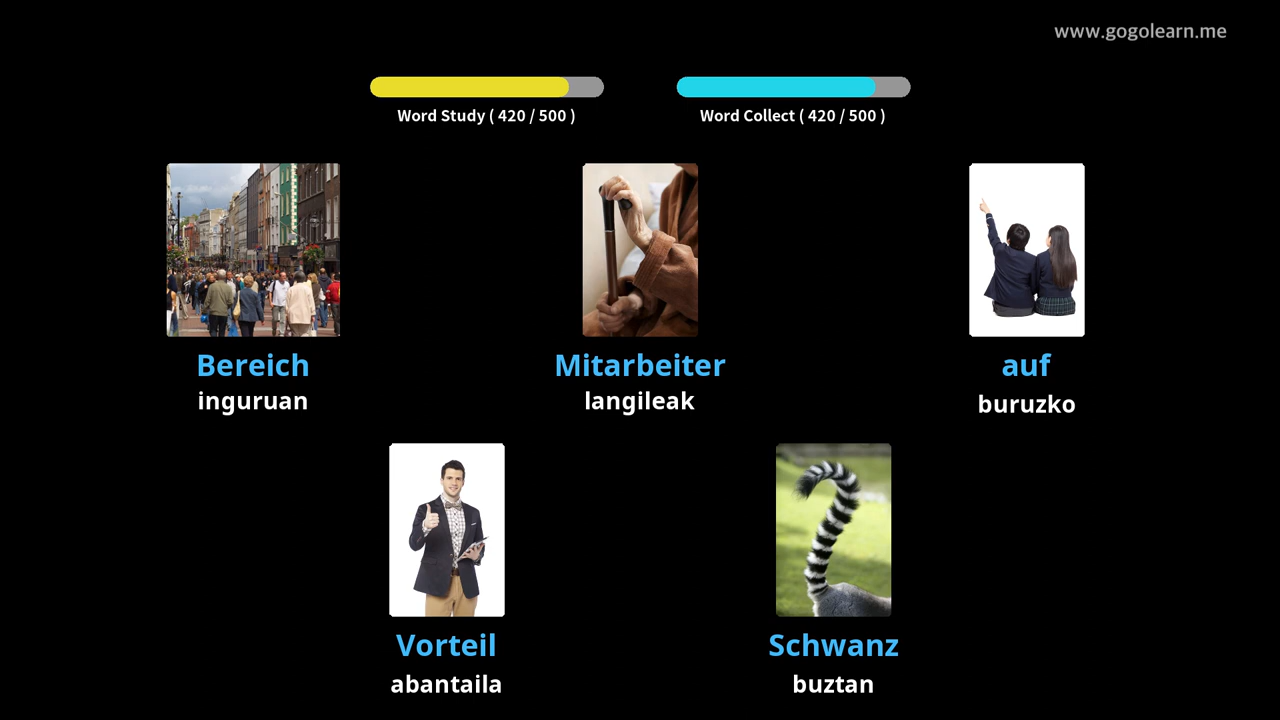 www.gogolearn.me
Word Study ( 420 / 500 )
Word Collect ( 420 / 500 )
Bereich
inguruan
Mitarbeiter
langileak
auf
buruzko
Vorteil
abantaila
Schwanz
buztan